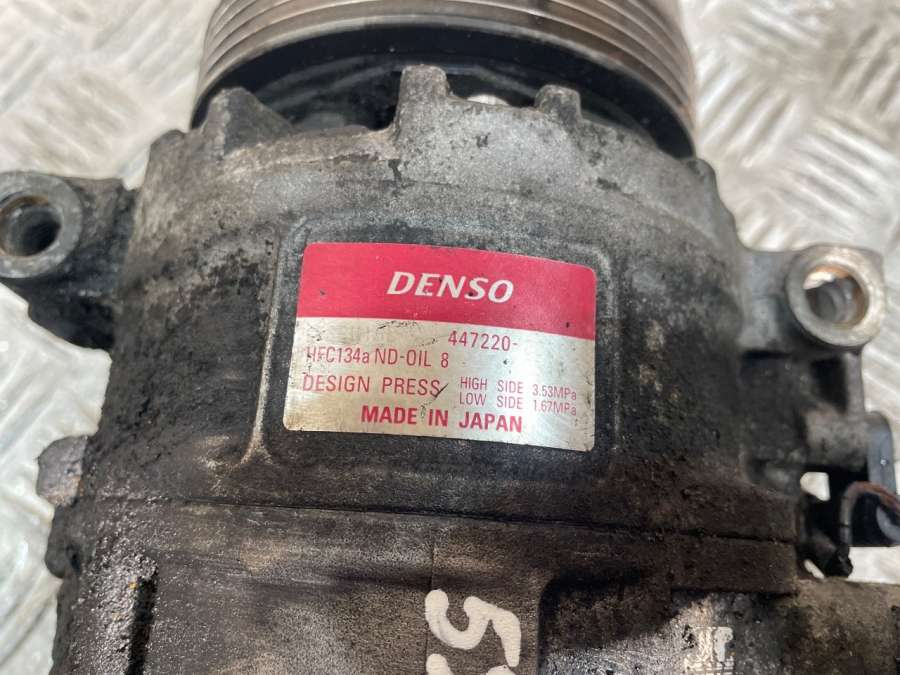 DENSO
447220-
HFC134a ND-OIL 8
DESIGN PRESS HIGH SIDE 3.53MPa
LOW SIDE 1.67MPa
MADE IN JAPAN